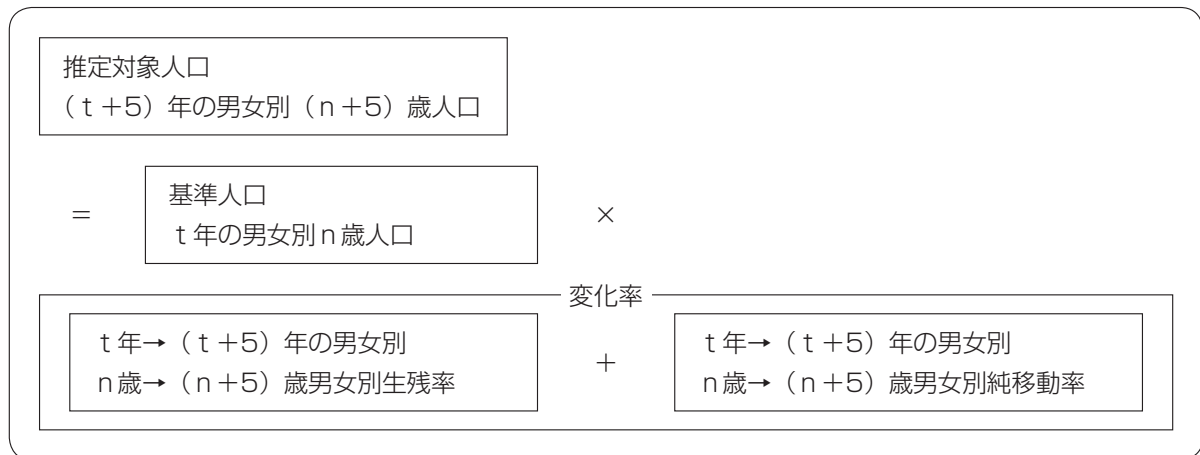 推定対象人口
(t+5)年の男女別(n+5)歳人口
=
基準人口
t年の男女別n歳人口
×
変化率
t年→(t+5)年の男女別
n歳→(n+5)歳男女別生残率
+
t年→(t+5)年の男女別
n歳→(n+5)歳男女別純移動率